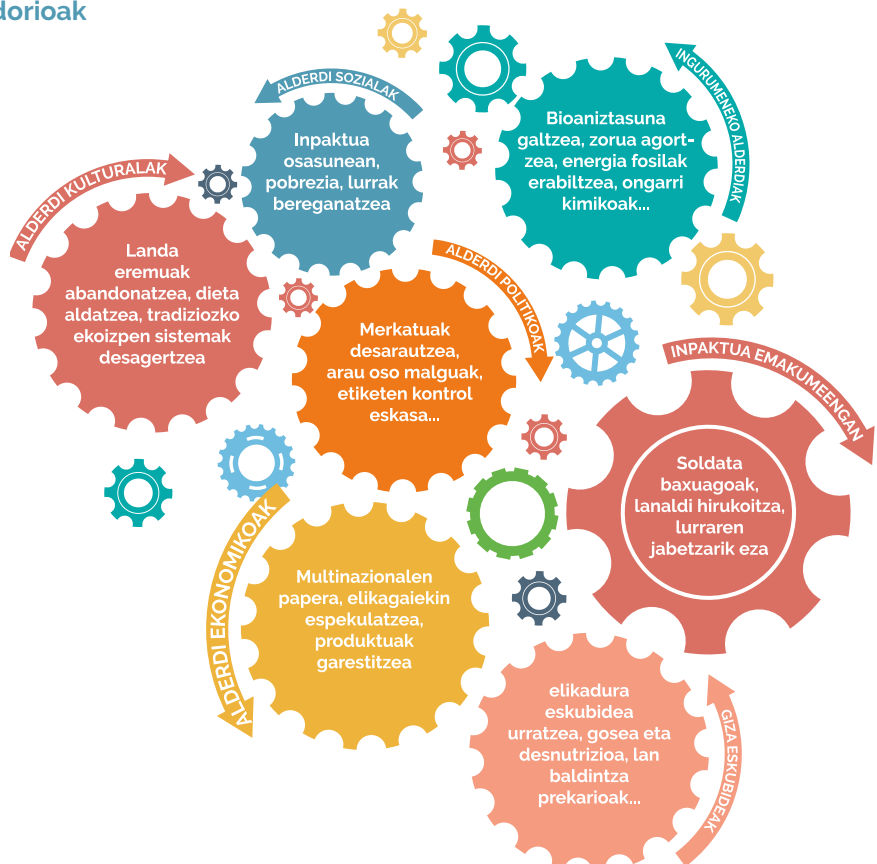 dorioak
ALDERDI SOZIALAK
Inpaktua
osasunean,
pobrezia, lurrak
bereganatzea
INGURUMENEKO ALDERDIAK
Bioaniztasuna
galtzea, zorua agort-
zea, energia fosilak
erabiltzea, ongarri
kimikoak...
ALDERDI KULTURALAK
Landa
eremuak
abandonatzea, dieta
aldatzea, tradiziozko
ekoizpen sistemak
desagertzea
ALDERDI POLITIKOAK
Merkatuak
desarautzea,
arau oso malguak,
etiketen kontrol
eskasa...
INPAKTUA EMAKUMEENGAN
Soldata
baxuagoak,
lanaldi hirukoitza,
lurraren
jabetzarik eza
ALDERDI EKONOMIKOAK
Multinazionalen
papera, elikagaiekin
espekulatzea,
produktuak
garestitzea
GIZA ESKUBIDEAK
elikadura
eskubidea
urratzea, gosea eta
desnutrizioa, lan
baldintza
prekarioak...